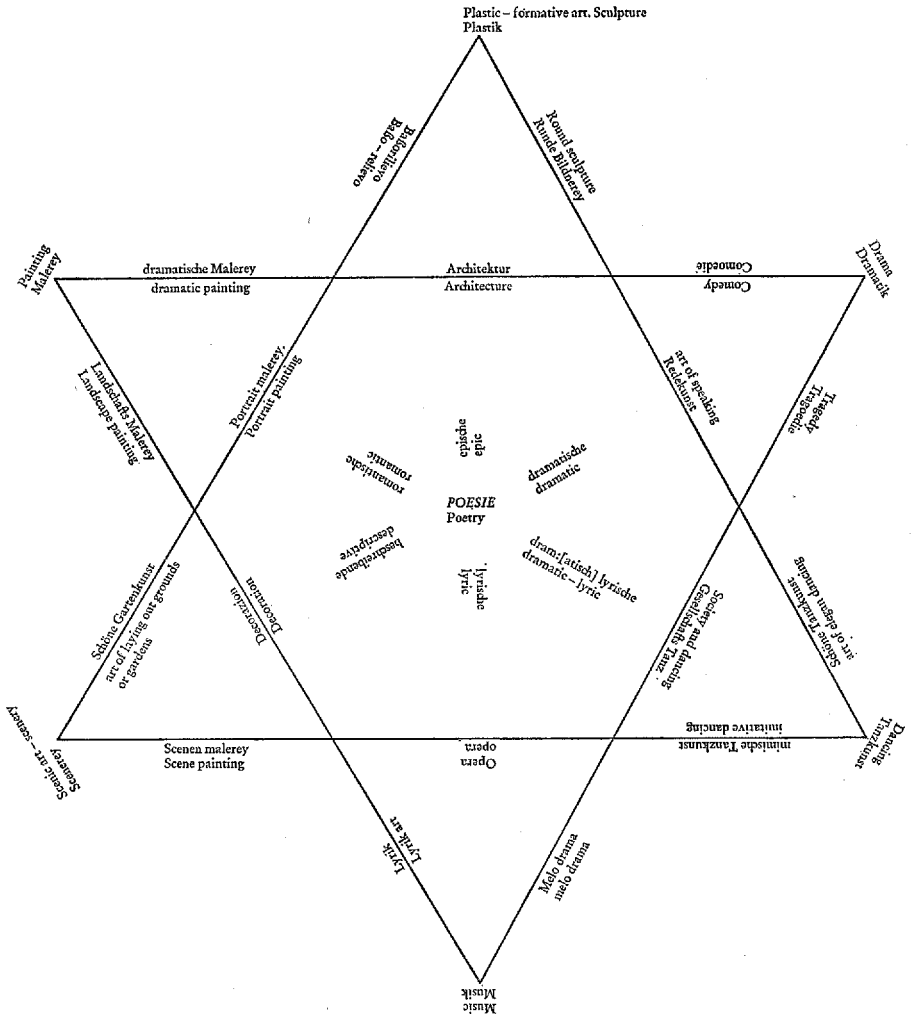 Plastic – formative art. Sculpture
Plastik
Baßorilievo
Baßo – relievo
Round sculpture
Runde Bildnerey
Painting
Malerey
dramatische Malerey
dramatic painting
Architektur
Architecture
Comoedie
Comedy
Drama
Dramatik
Landschafts Malerey
Landscape painting
Portrait malerey.
Portrait painting
art of speaking
Redekunst
Tragedy
Tragoedie
epische
epic
romantische
romantic
dramatische
dramatic
POESIE
Poetry
beschreibende
descriptive
lyrische
lyric
dram:[atisch] lyrische
dramatic – lyric
Schöne Gartenkunst
art of laying out grounds
or gardens
Decoration
Decorazion
Society and dancing
Gesellschafts Tanz.
Schöne Tanzkunst
art of elegan dancing
Scenic art – scenery
Scenerey
Scenen malerey
Scene painting
opera
Opera
imitative dancing
mimische Tanzkunst
Dancing
Tanzkunst
Lyrik art
Lyrik
Melo drama
melo drama
Musik
Music